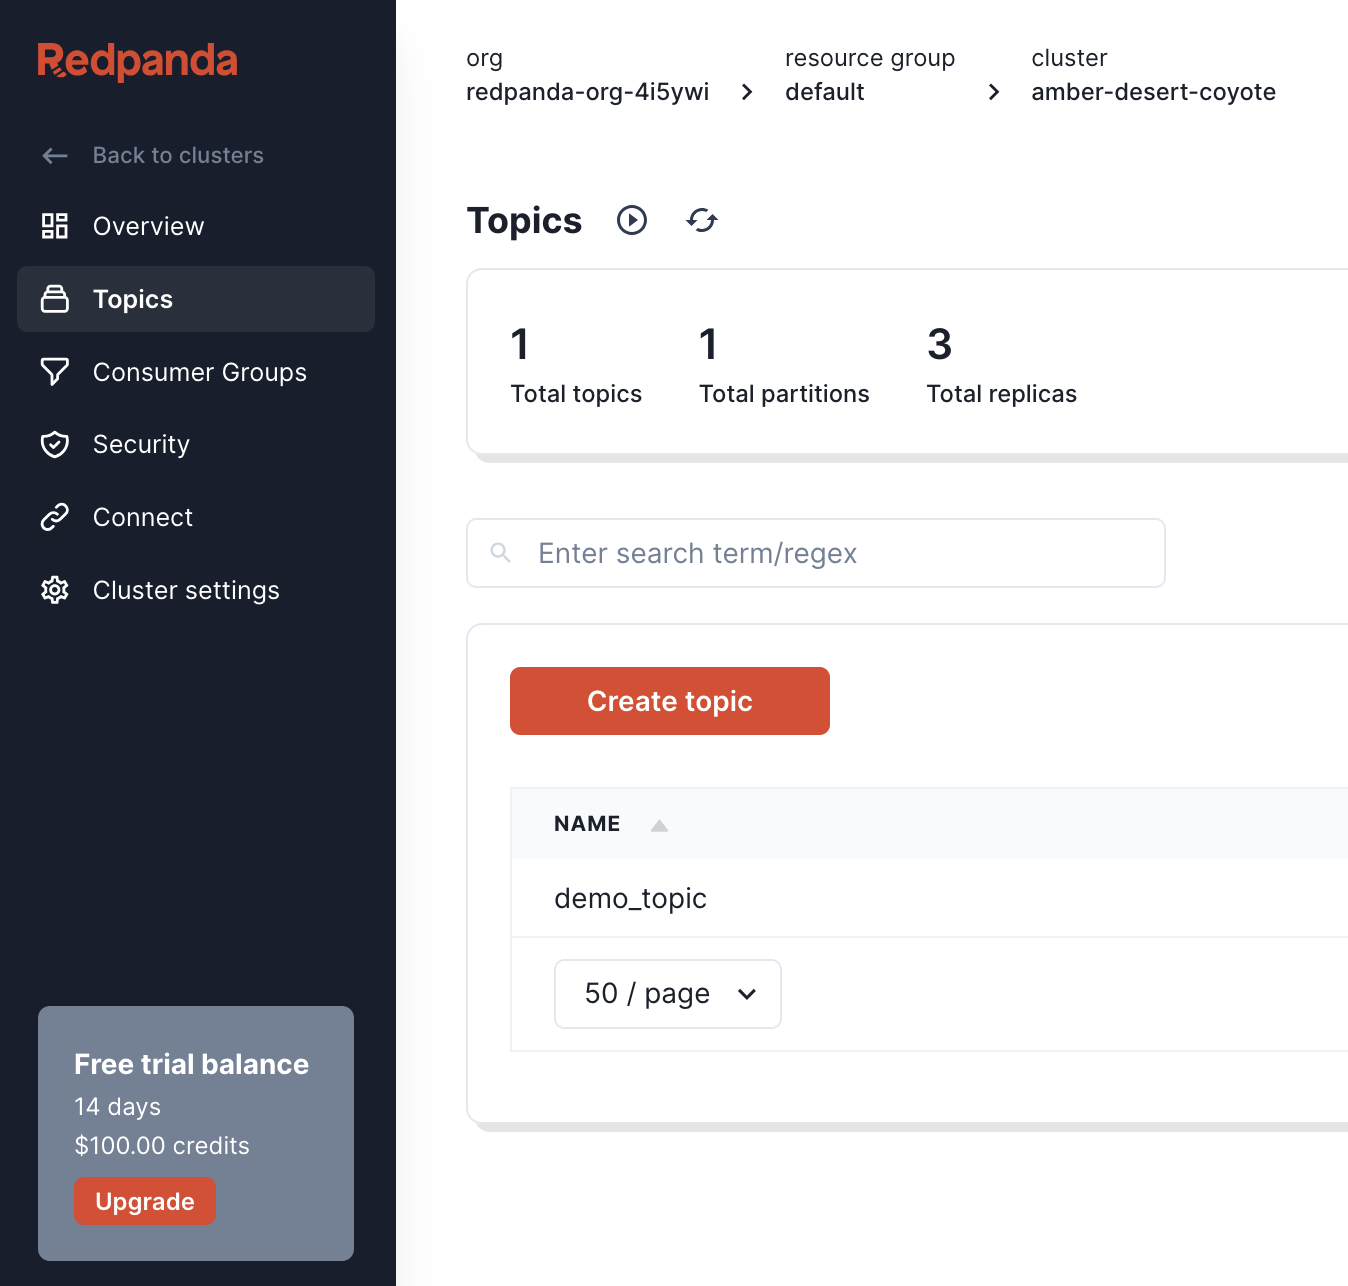 Redpanda
Back to clusters
Overview
Topics
Consumer Groups
Security
Connect
Cluster settings
Free trial balance
14 days
$100.00 credits
Upgrade
org
redpanda-org-4i5ywi
resource group
default
cluster
amber-desert-coyote
Topics
1
Total topics
1
Total partitions
3
Total replicas
Enter search term/regex
Create topic
NAME
demo_topic
50 / page